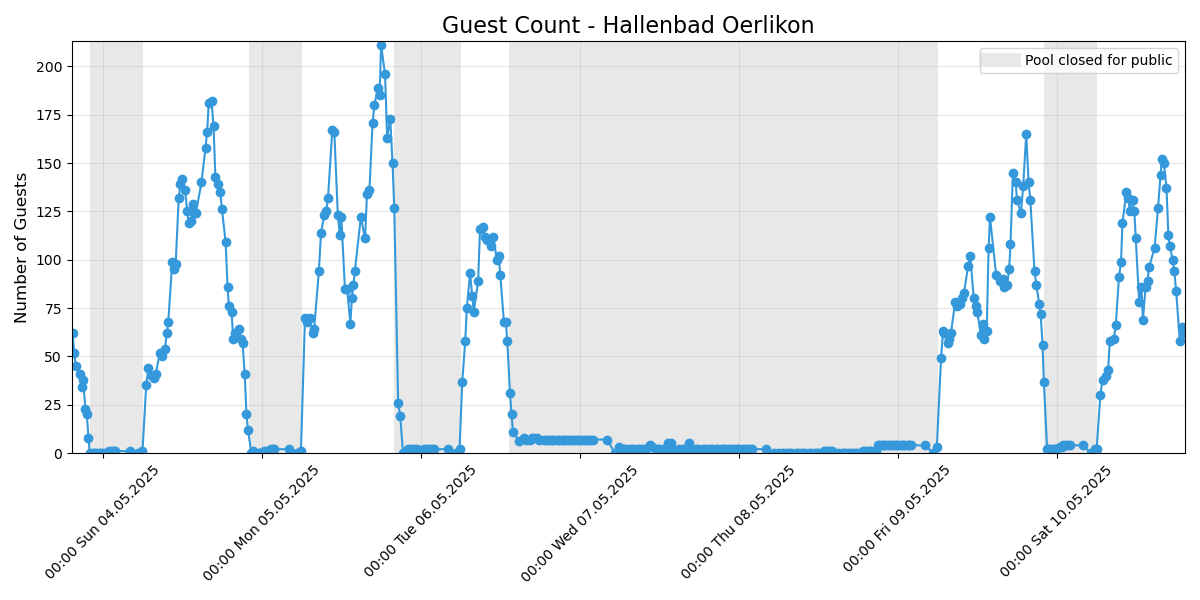 Guest Count - Hallenbad Oerlikon
Pool closed for public
Number of Guests
200
175
150
125
100
75
50
25
0
00:00 Sun 04.05.2025
00:00 Mon 05.05.2025
00:00 Tue 06.05.2025
00:00 Wed 07.05.2025
00:00 Thu 08.05.2025
00:00 Fri 09.05.2025
00:00 Sat 10.05.2025